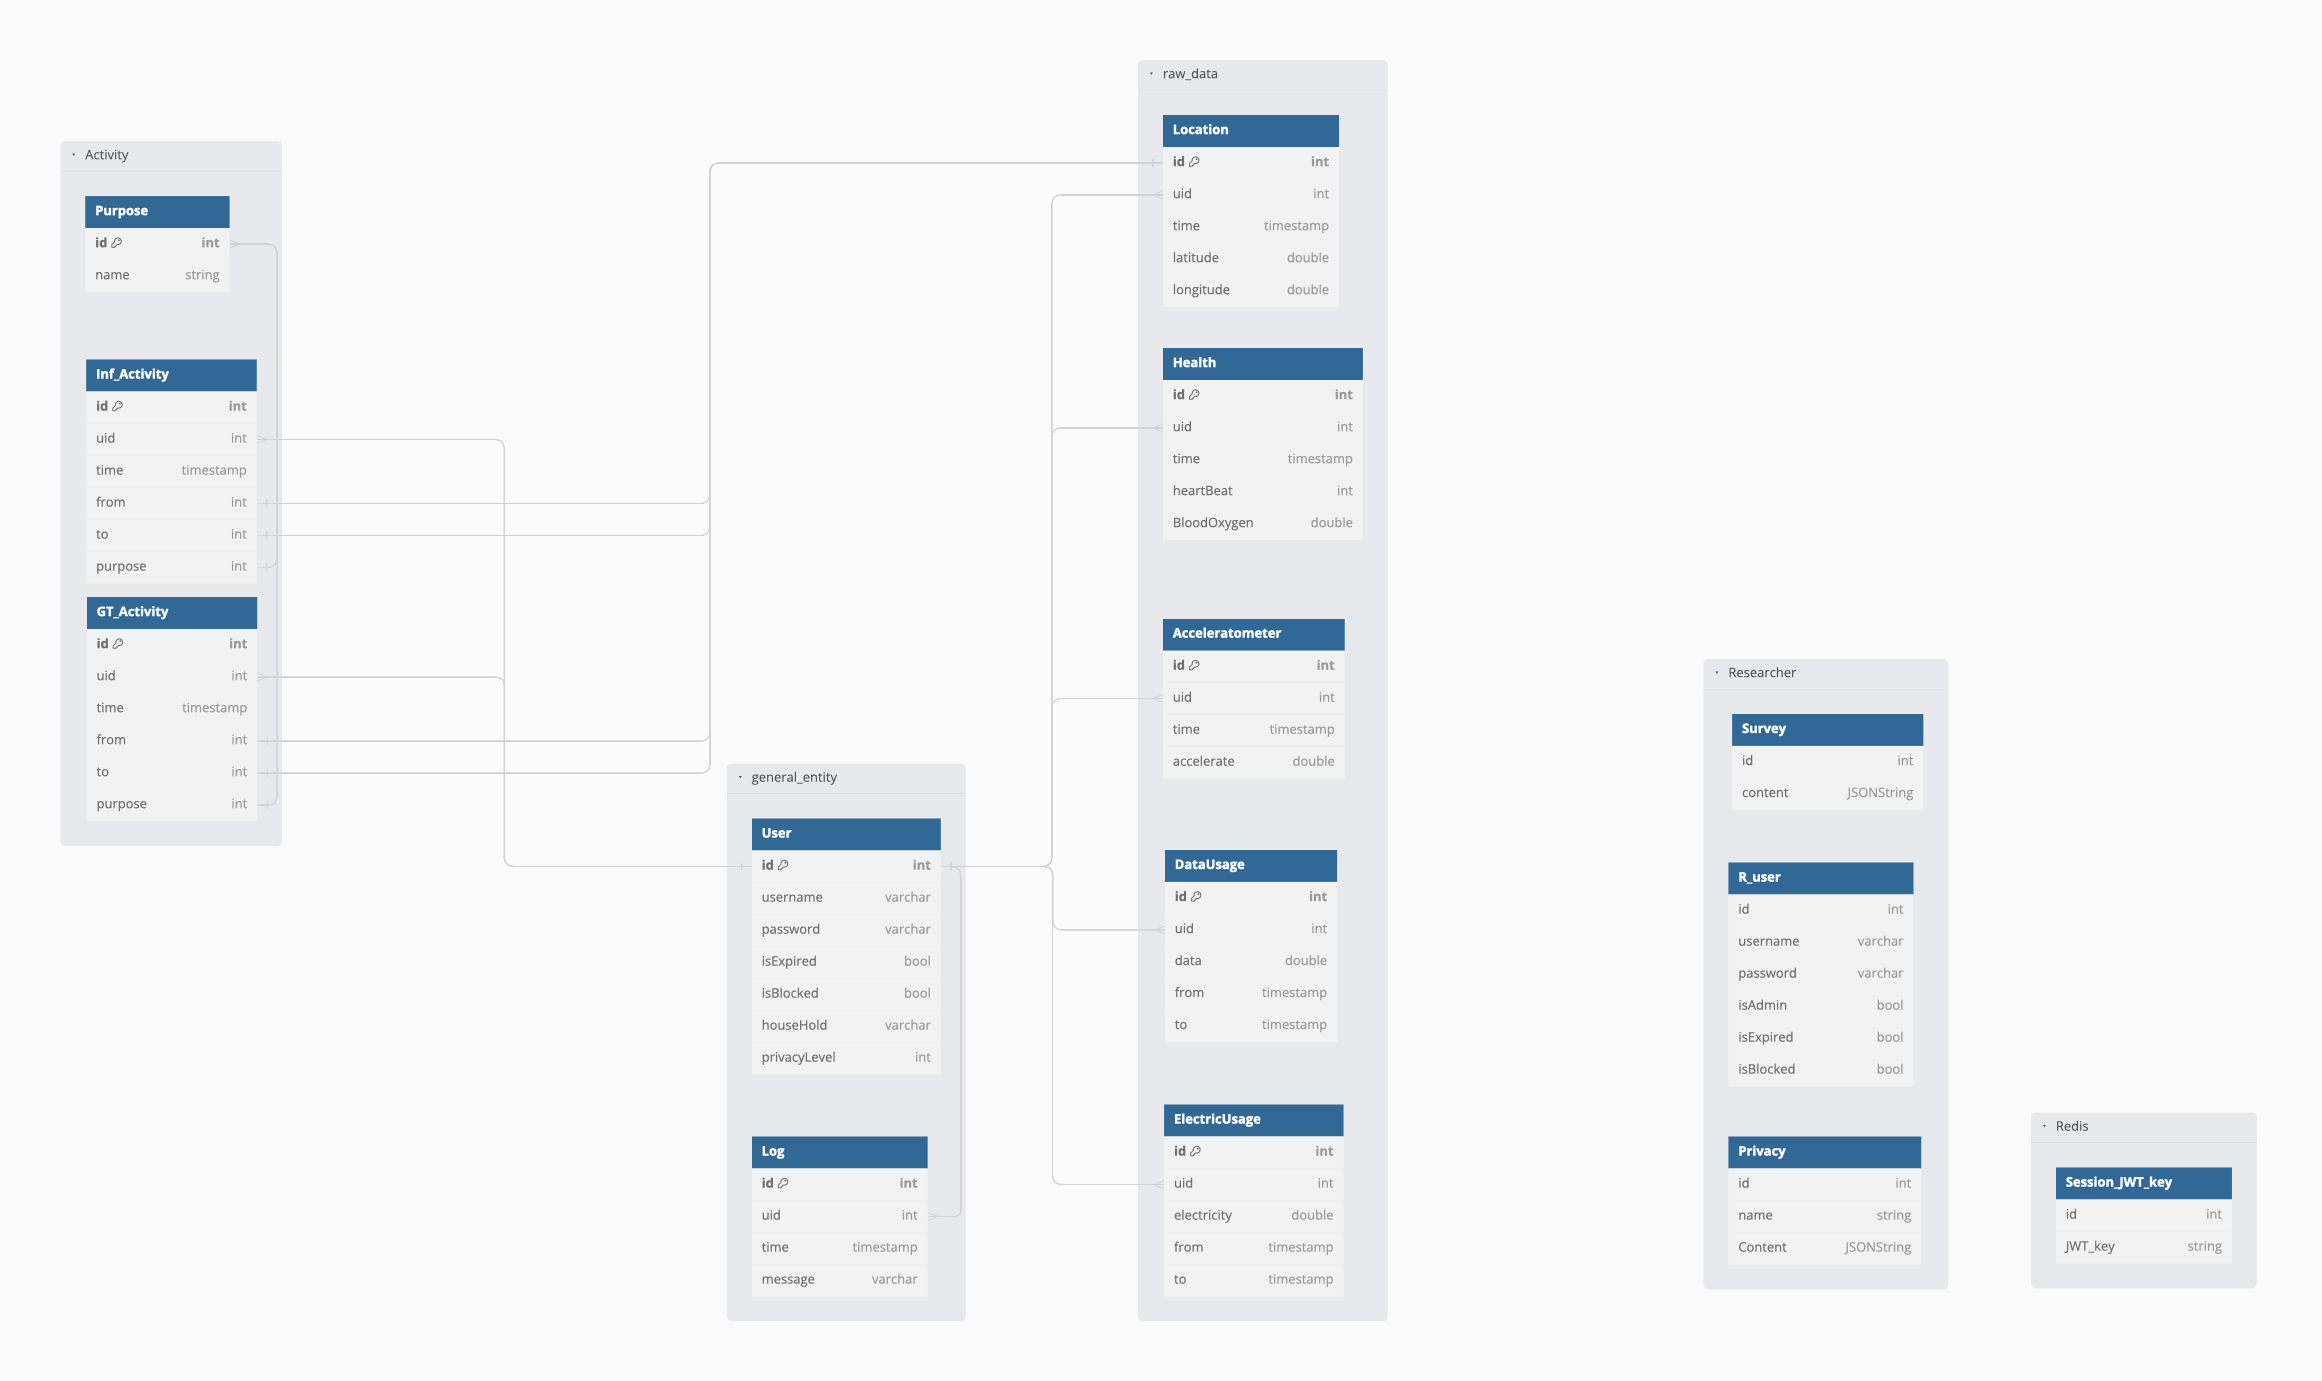 Activity
Purpose
id int
name string
Inf_Activity
id int
uid int
time timestamp
from int
to int
purpose int
GT_Activity
id int
uid int
time timestamp
from int
to int
purpose int
general_entity
User
id int
username varchar
password varchar
isExpired bool
isBlocked bool
houseHold varchar
privacyLevel int
Log
id int
uid int
time timestamp
message varchar
raw_data
Location
id int
uid int
time timestamp
latitude double
longitude double
Health
id int
uid int
time timestamp
heartBeat int
BloodOxygen double
Acceleratometer
id int
uid int
time timestamp
accelerate double
DataUsage
id int
uid int
data double
from timestamp
to timestamp
ElectricUsage
id int
uid int
electricity double
from timestamp
to timestamp
Researcher
Survey
id int
content JSONString
R_user
id int
username varchar
password varchar
isAdmin bool
isExpired bool
isBlocked bool
Privacy
id int
name string
Content JSONString
Redis
Session_JWT_key
id int
JWT_key string